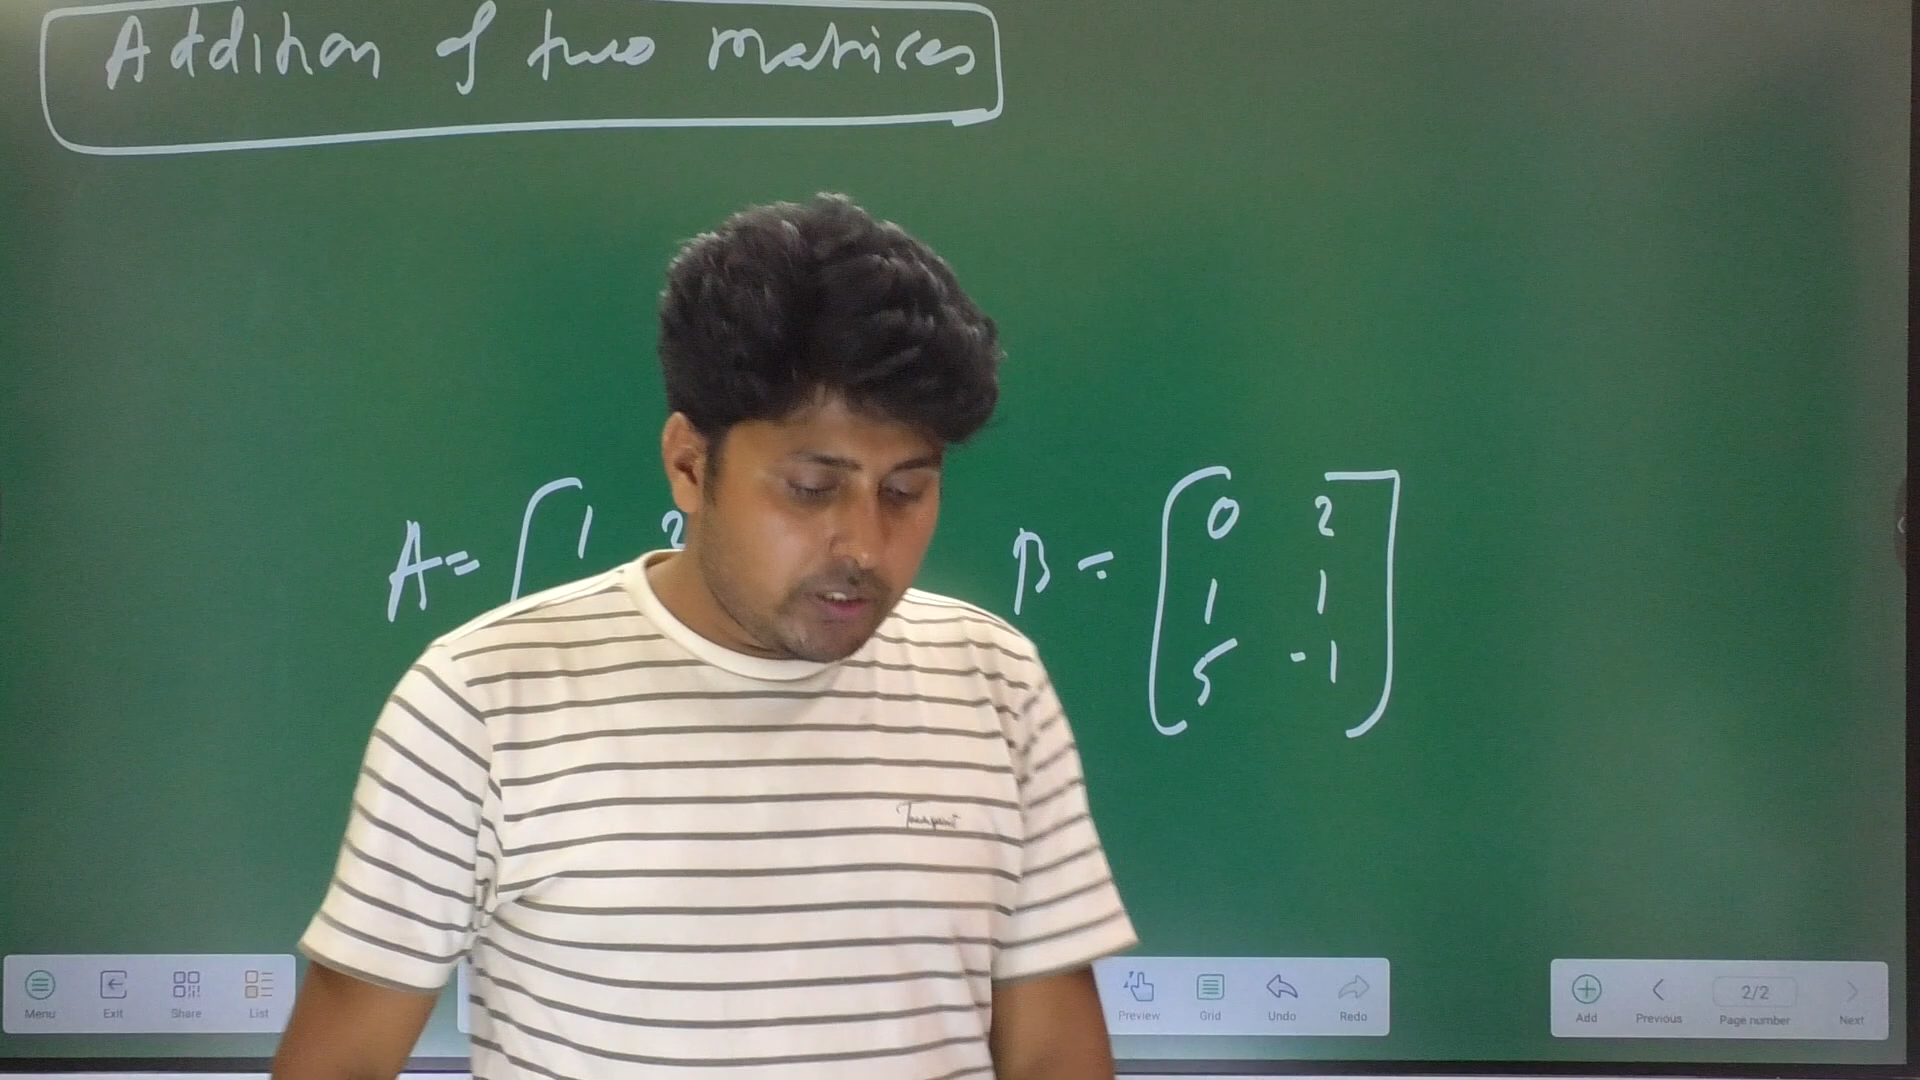 Addition of two matrices
A = [ 1 2
B = [ 0 2 ]
1 1
5 -1
Menu Exit Share List
Preview Grid Undo Redo
Add Previous 2/2 Page number Next